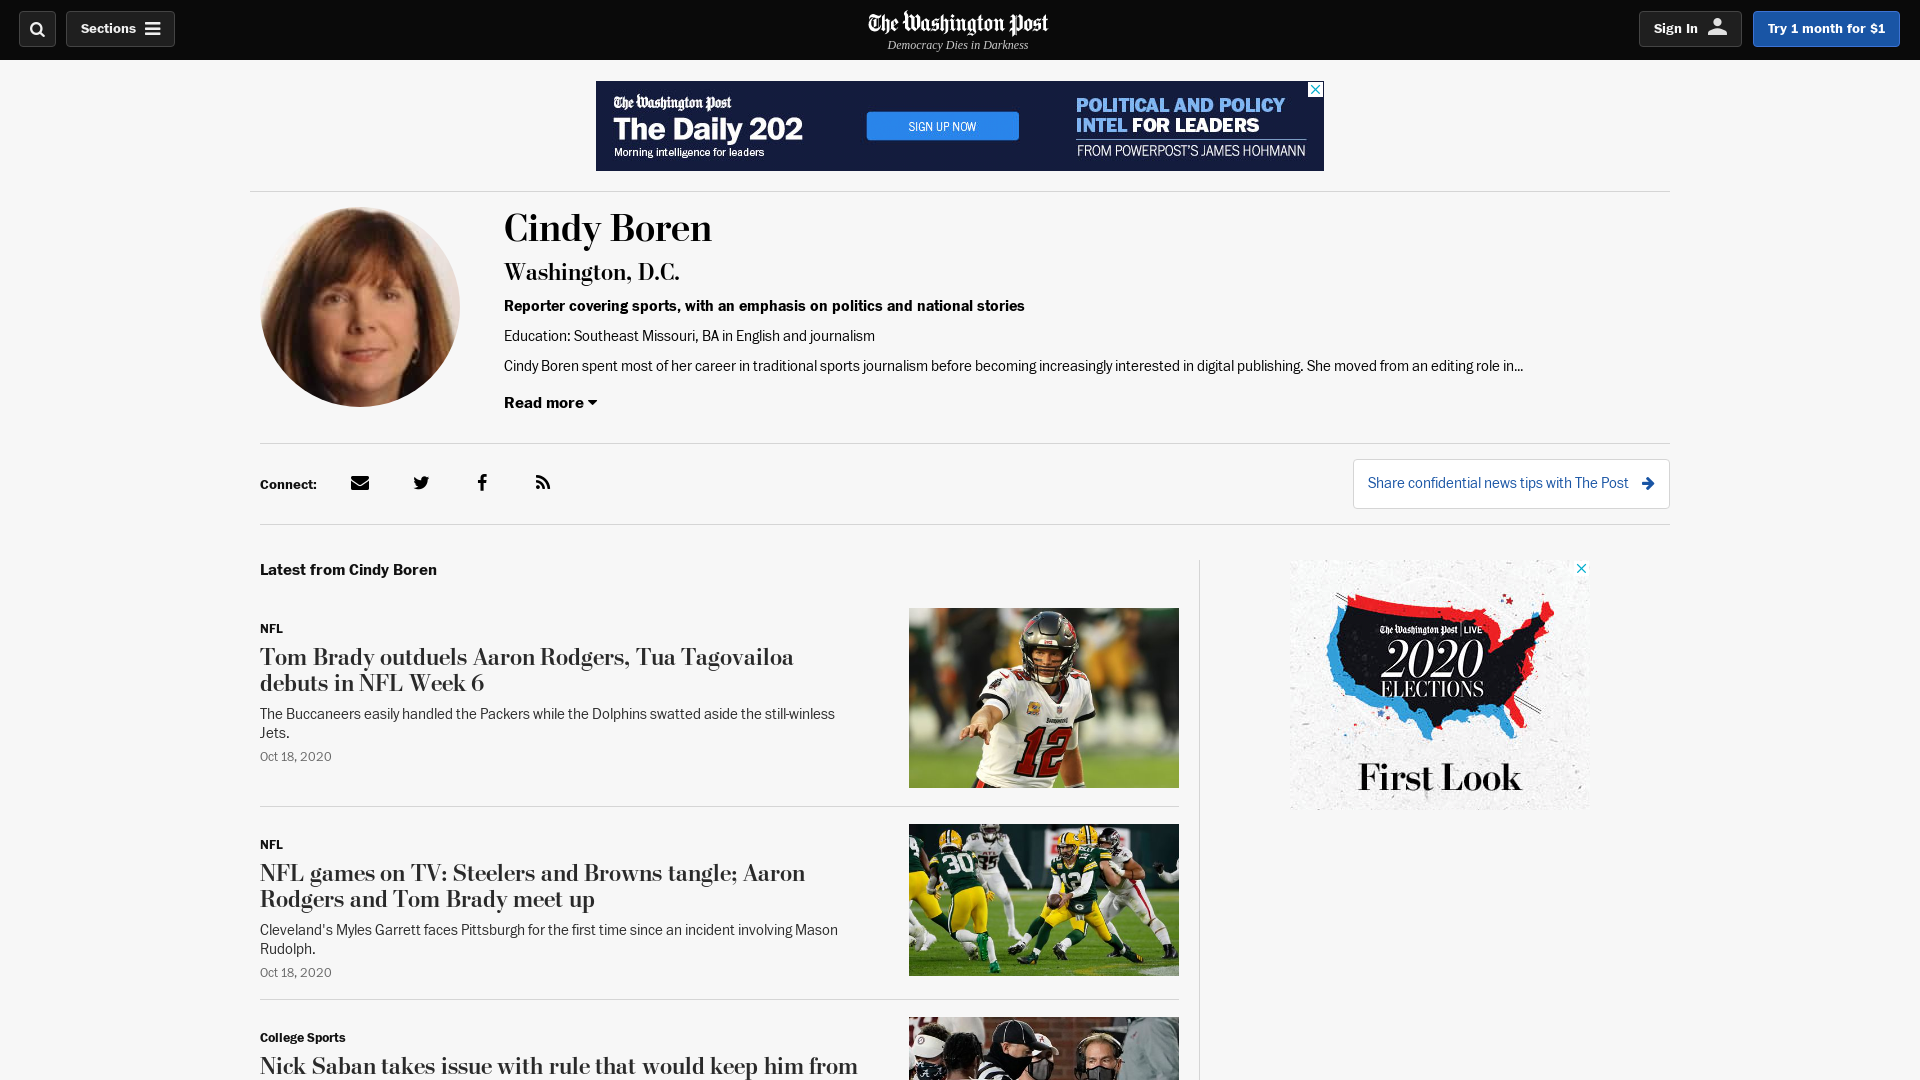 Sections
The Washington Post
Democracy Dies in Darkness
Sign In
Try 1 month for $1
The Washington Post
The Daily 202
Morning intelligence for leaders
SIGN UP NOW
POLITICAL AND POLICY
INTEL FOR LEADERS
FROM POWERPOST'S JAMES HOHMANN
Cindy Boren
Washington, D.C.
Reporter covering sports, with an emphasis on politics and national stories
Education: Southeast Missouri, BA in English and journalism
Cindy Boren spent most of her career in traditional sports journalism before becoming increasingly interested in digital publishing. She moved from an editing role in...
Read more
Connect:
Share confidential news tips with The Post
Latest from Cindy Boren
NFL
Tom Brady outduels Aaron Rodgers, Tua Tagovailoa
debuts in NFL Week 6
The Buccaneers easily handled the Packers while the Dolphins swatted aside the still-winless
Jets.
Oct 18, 2020
12
NFL
NFL games on TV: Steelers and Browns tangle; Aaron
Rodgers and Tom Brady meet up
Cleveland's Myles Garrett faces Pittsburgh for the first time since an incident involving Mason
Rudolph.
Oct 18, 2020
30
35
12
College Sports
Nick Saban takes issue with rule that would keep him from
The Washington Post LIVE
2020
ELECTIONS
First Look